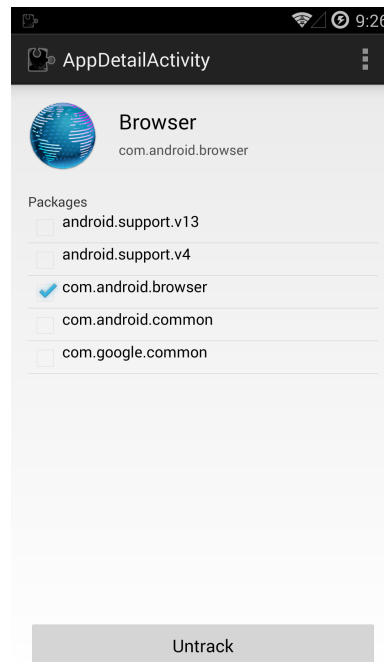 9:26
AppDetailActivity
Browser
com.android.browser
Packages
android.support.v13
android.support.v4
com.android.browser
com.android.common
com.google.common
Untrack